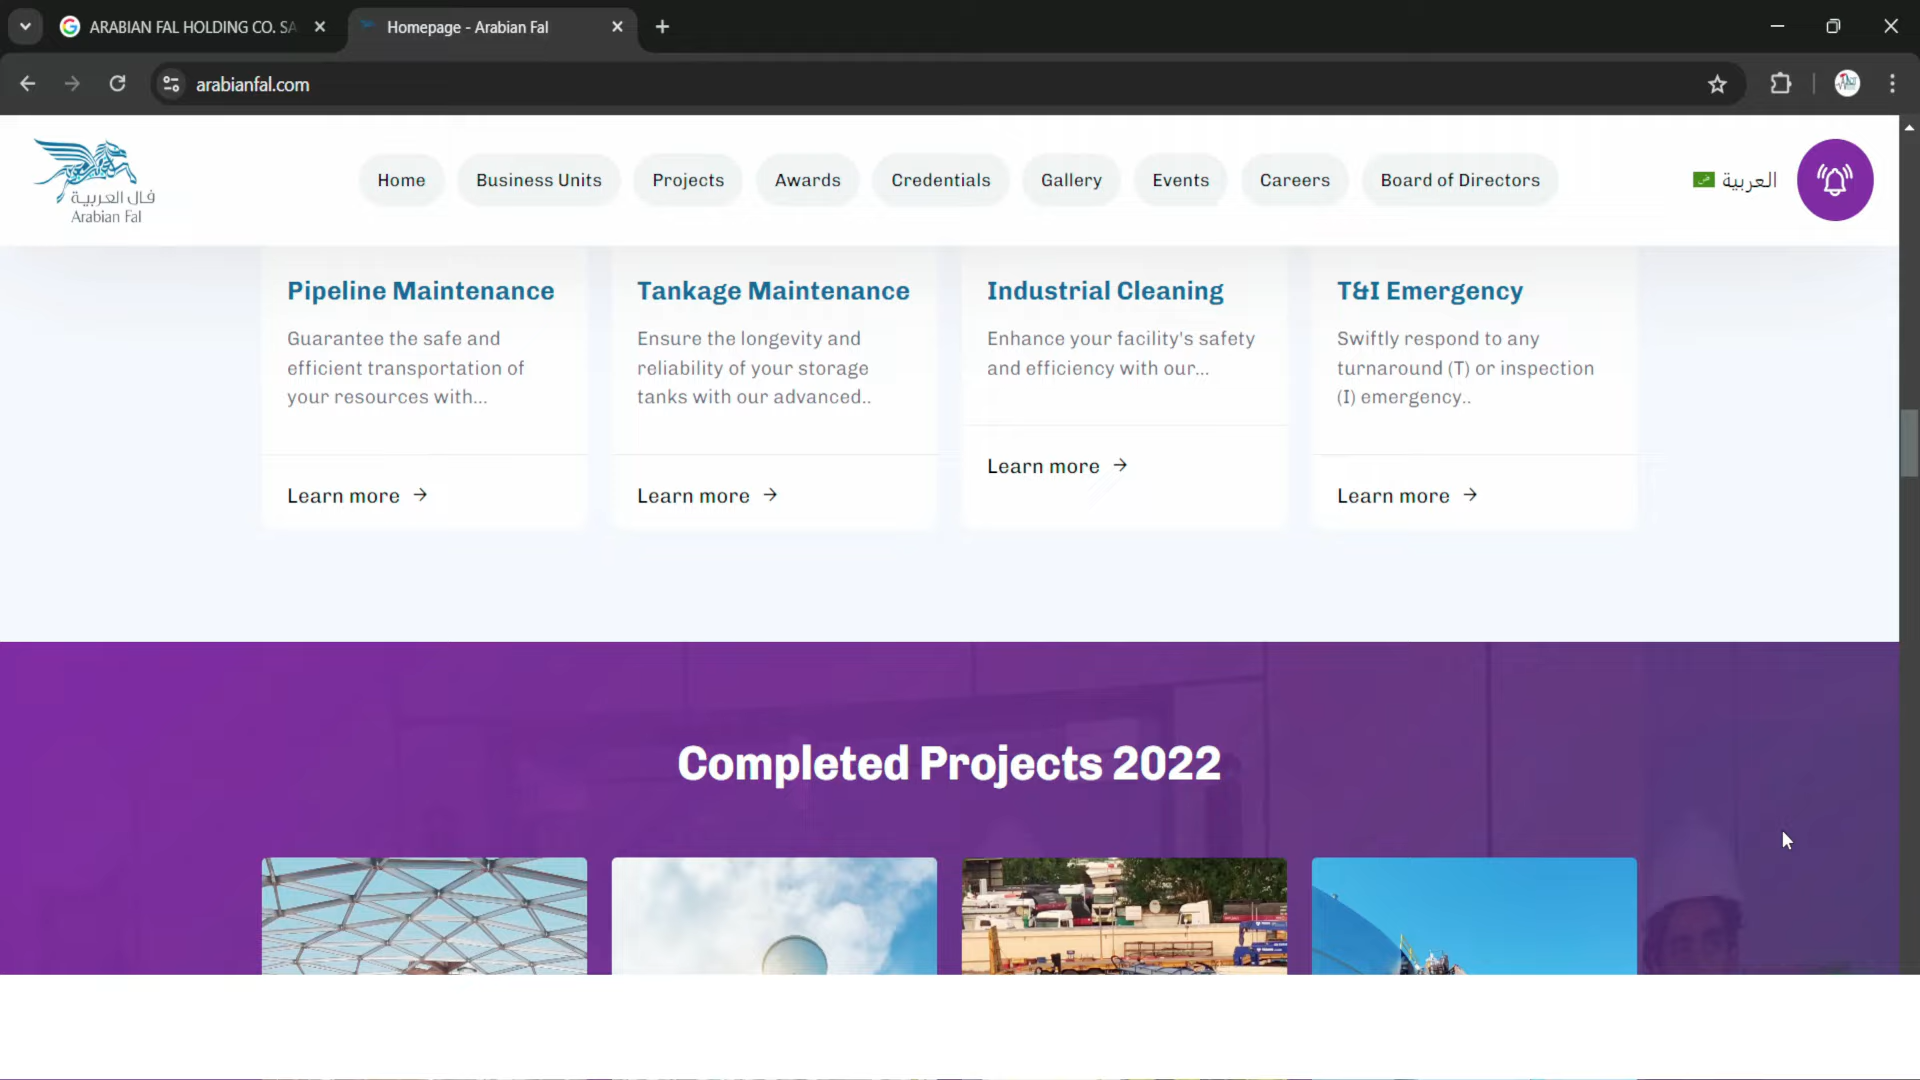 ARABIAN FAL HOLDING CO. SA
Homepage - Arabian Fal
arabianfal.com
فال العربية
Arabian Fal
Home
Business Units
Projects
Awards
Credentials
Gallery
Events
Careers
Board of Directors
العربية
Pipeline Maintenance
Guarantee the safe and
efficient transportation of
your resources with...
Learn more
Tankage Maintenance
Ensure the longevity and
reliability of your storage
tanks with our advanced..
Learn more
Industrial Cleaning
Enhance your facility's safety
and efficiency with our...
Learn more
T&I Emergency
Swiftly respond to any
turnaround (T) or inspection
(I) emergency..
Learn more
Completed Projects 2022